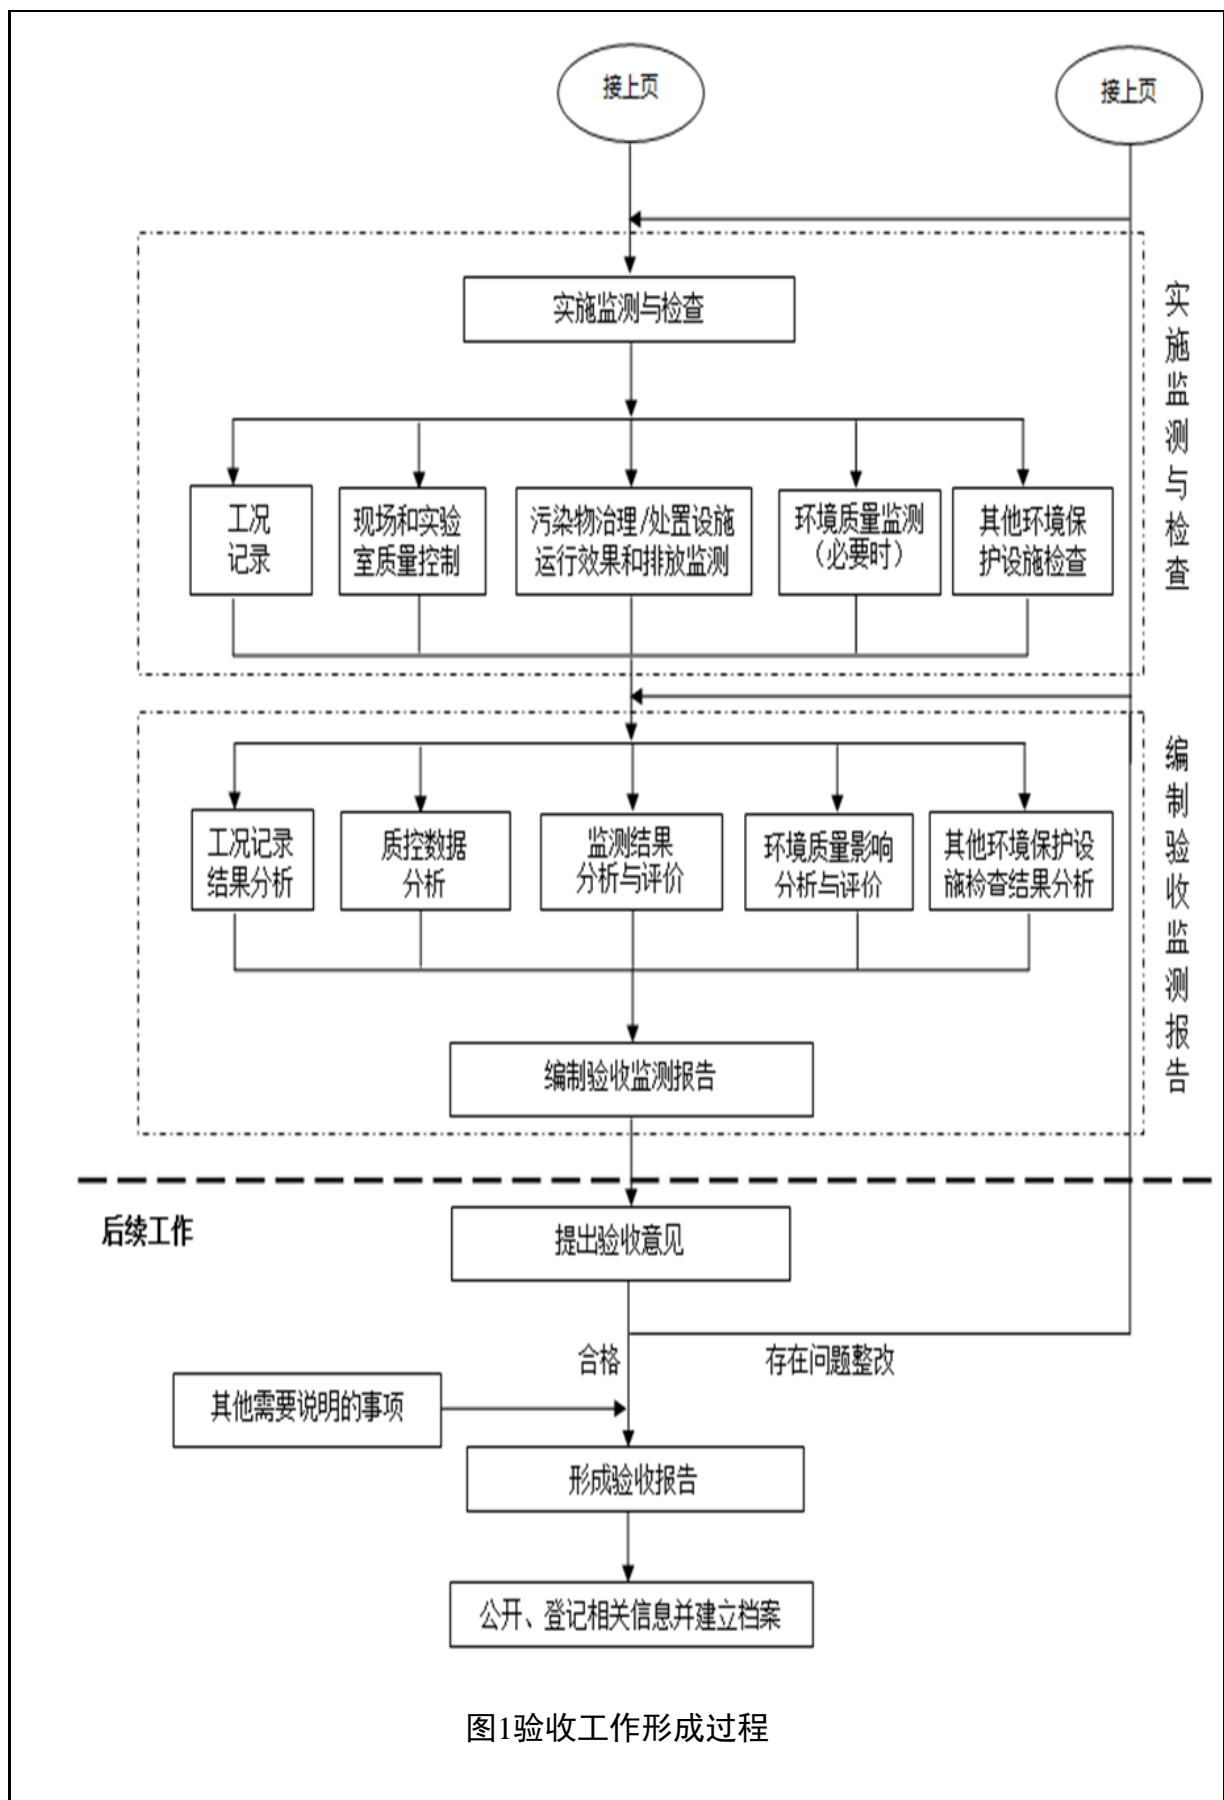 接上页
接上页
实施监测与检查
实施监测与检查
工况
记录
现场和实验
室质量控制
污染物治理/处置设施
运行效果和排放监测
环境质量监测
（必要时）
其他环境保
护设施检查
编制验收监测报告
工况记录
结果分析
质控数据
分析
监测结果
分析与评价
环境质量影响
分析与评价
其他环境保护设
施检查结果分析
编制验收监测报告
后续工作
提出验收意见
合格
存在问题整改
其他需要说明的事项
形成验收报告
公开、登记相关信息并建立档案
图1验收工作形成过程